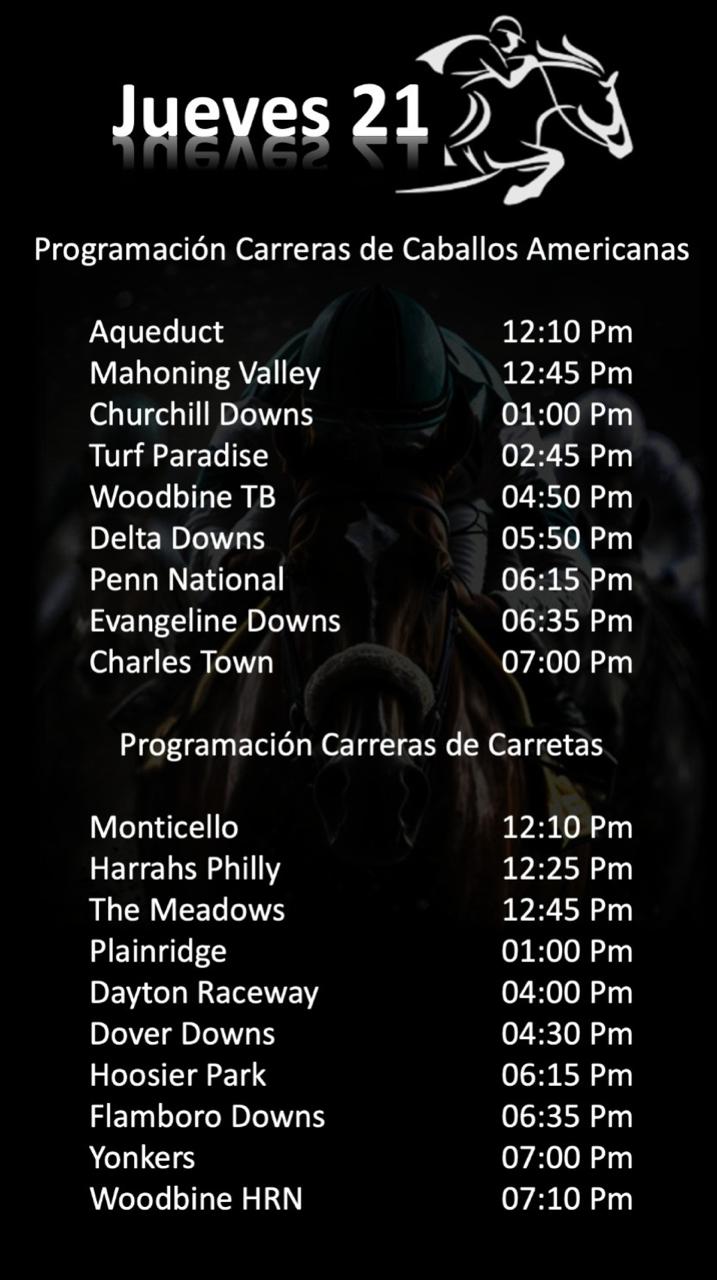 Jueves 21
Programación Carreras de Caballos Americanas
Aqueduct 12:10 Pm
Mahoning Valley 12:45 Pm
Churchill Downs 01:00 Pm
Turf Paradise 02:45 Pm
Woodbine TB 04:50 Pm
Delta Downs 05:50 Pm
Penn National 06:15 Pm
Evangeline Downs 06:35 Pm
Charles Town 07:00 Pm
Programación Carreras de Carretas
Monticello 12:10 Pm
Harrahs Philly 12:25 Pm
The Meadows 12:45 Pm
Plainridge 01:00 Pm
Dayton Raceway 04:00 Pm
Dover Downs 04:30 Pm
Hoosier Park 06:15 Pm
Flamboro Downs 06:35 Pm
Yonkers 07:00 Pm
Woodbine HRN 07:10 Pm